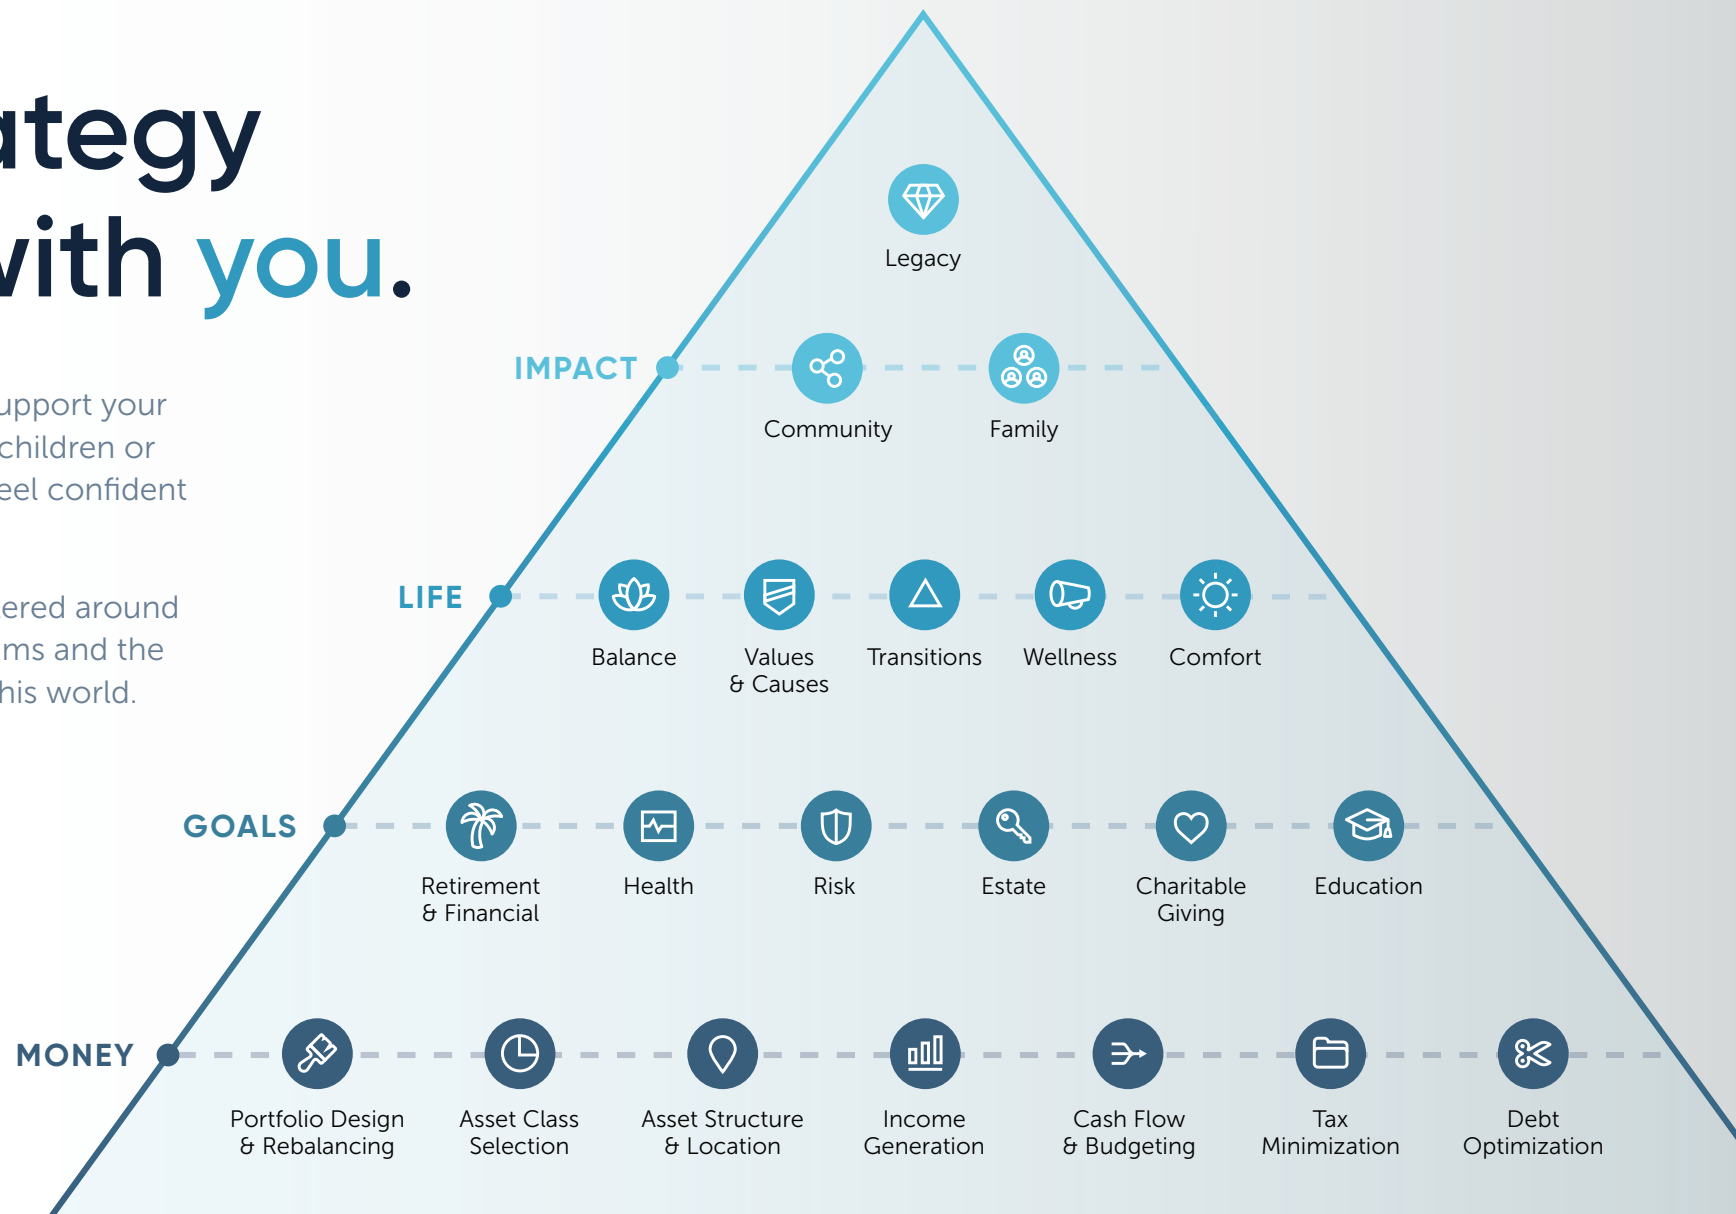 ategy
with you.
upport your
children or
eel confident
ered around
ms and the
his world.
Legacy
IMPACT
Community
Family
LIFE
Balance
Values
& Causes
Transitions
Wellness
Comfort
GOALS
Retirement
& Financial
Health
Risk
Estate
Charitable
Giving
Education
MONEY
Portfolio Design
& Rebalancing
Asset Class
Selection
Asset Structure
& Location
Income
Generation
Cash Flow
& Budgeting
Tax
Minimization
Debt
Optimization